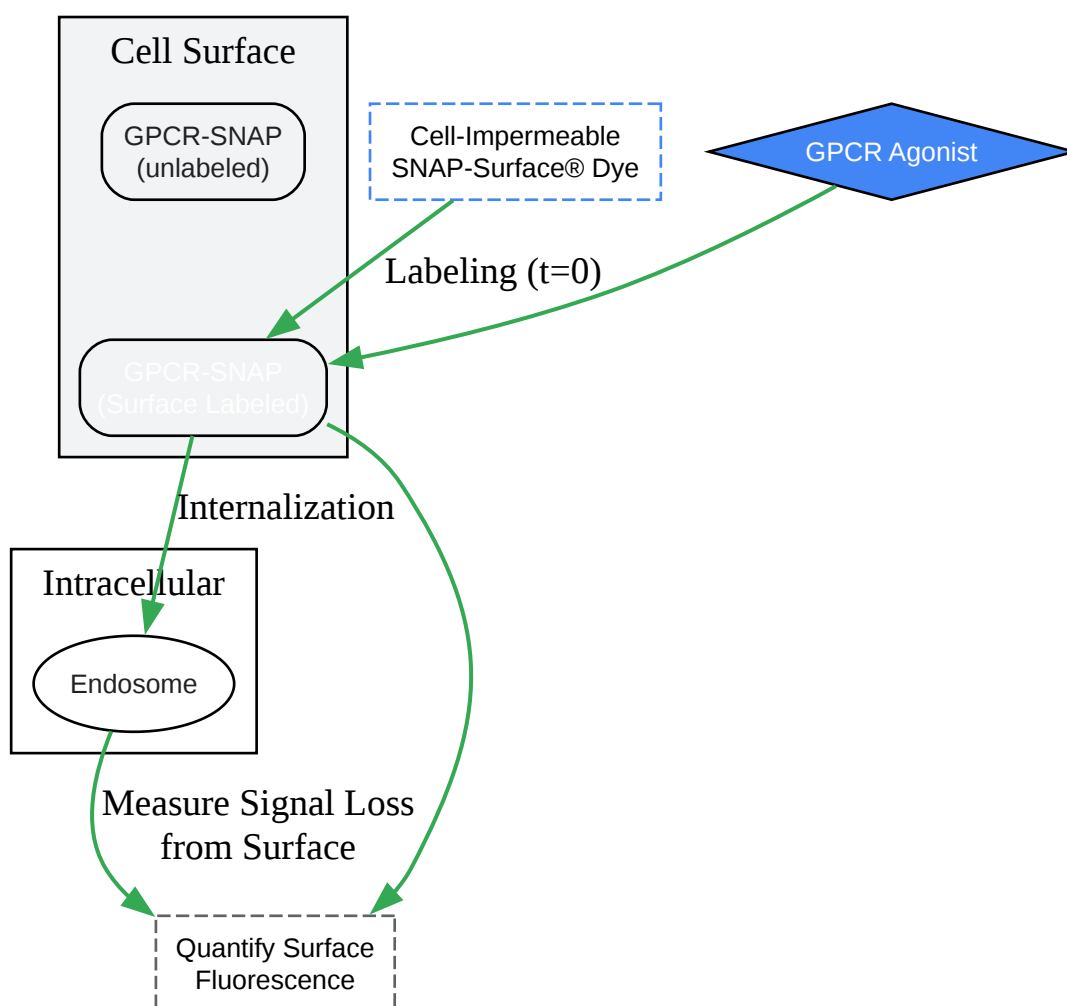 Cell Surface
GPCR-SNAP
(unlabeled)
Cell-Impermeable
SNAP-Surface® Dye
GPCR Agonist
Labeling (t=0)
GPCR-SNAP
(Surface Labeled)
Internalization
Intracellular
Endosome
Measure Signal Loss
from Surface
Quantify Surface
Fluorescence